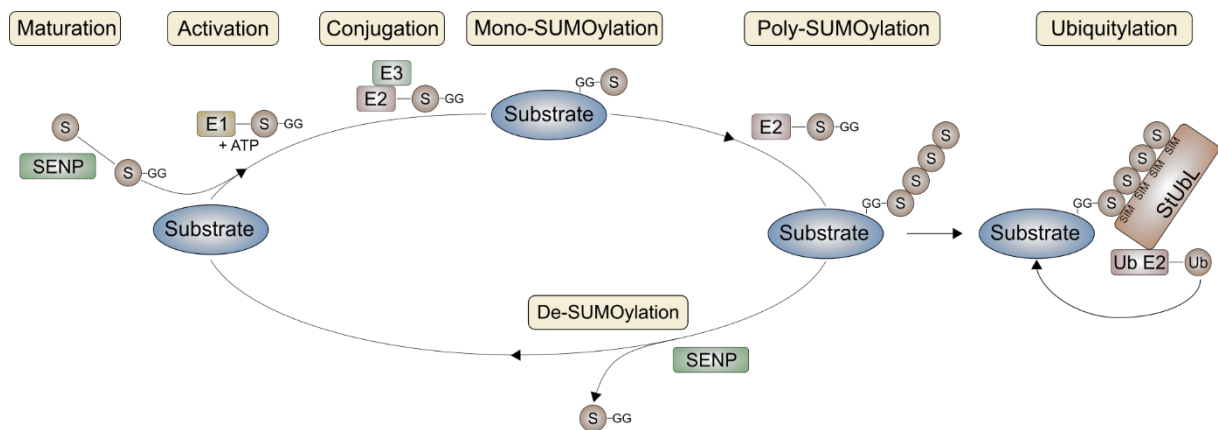 Maturation
Activation
Conjugation
Mono-SUMOylation
Poly-SUMOylation
Ubiquitylation
S
SENP
S-GG
E1 S-GG
+ ATP
E3
E2 S-GG
GG S
Substrate
Substrate
E2 S-GG
S
S
S
GG S
Substrate
S
S
S
GG S
SIM SIM SIM SIM
StUbL
Substrate
Ub E2 Ub
De-SUMOylation
SENP
S-GG